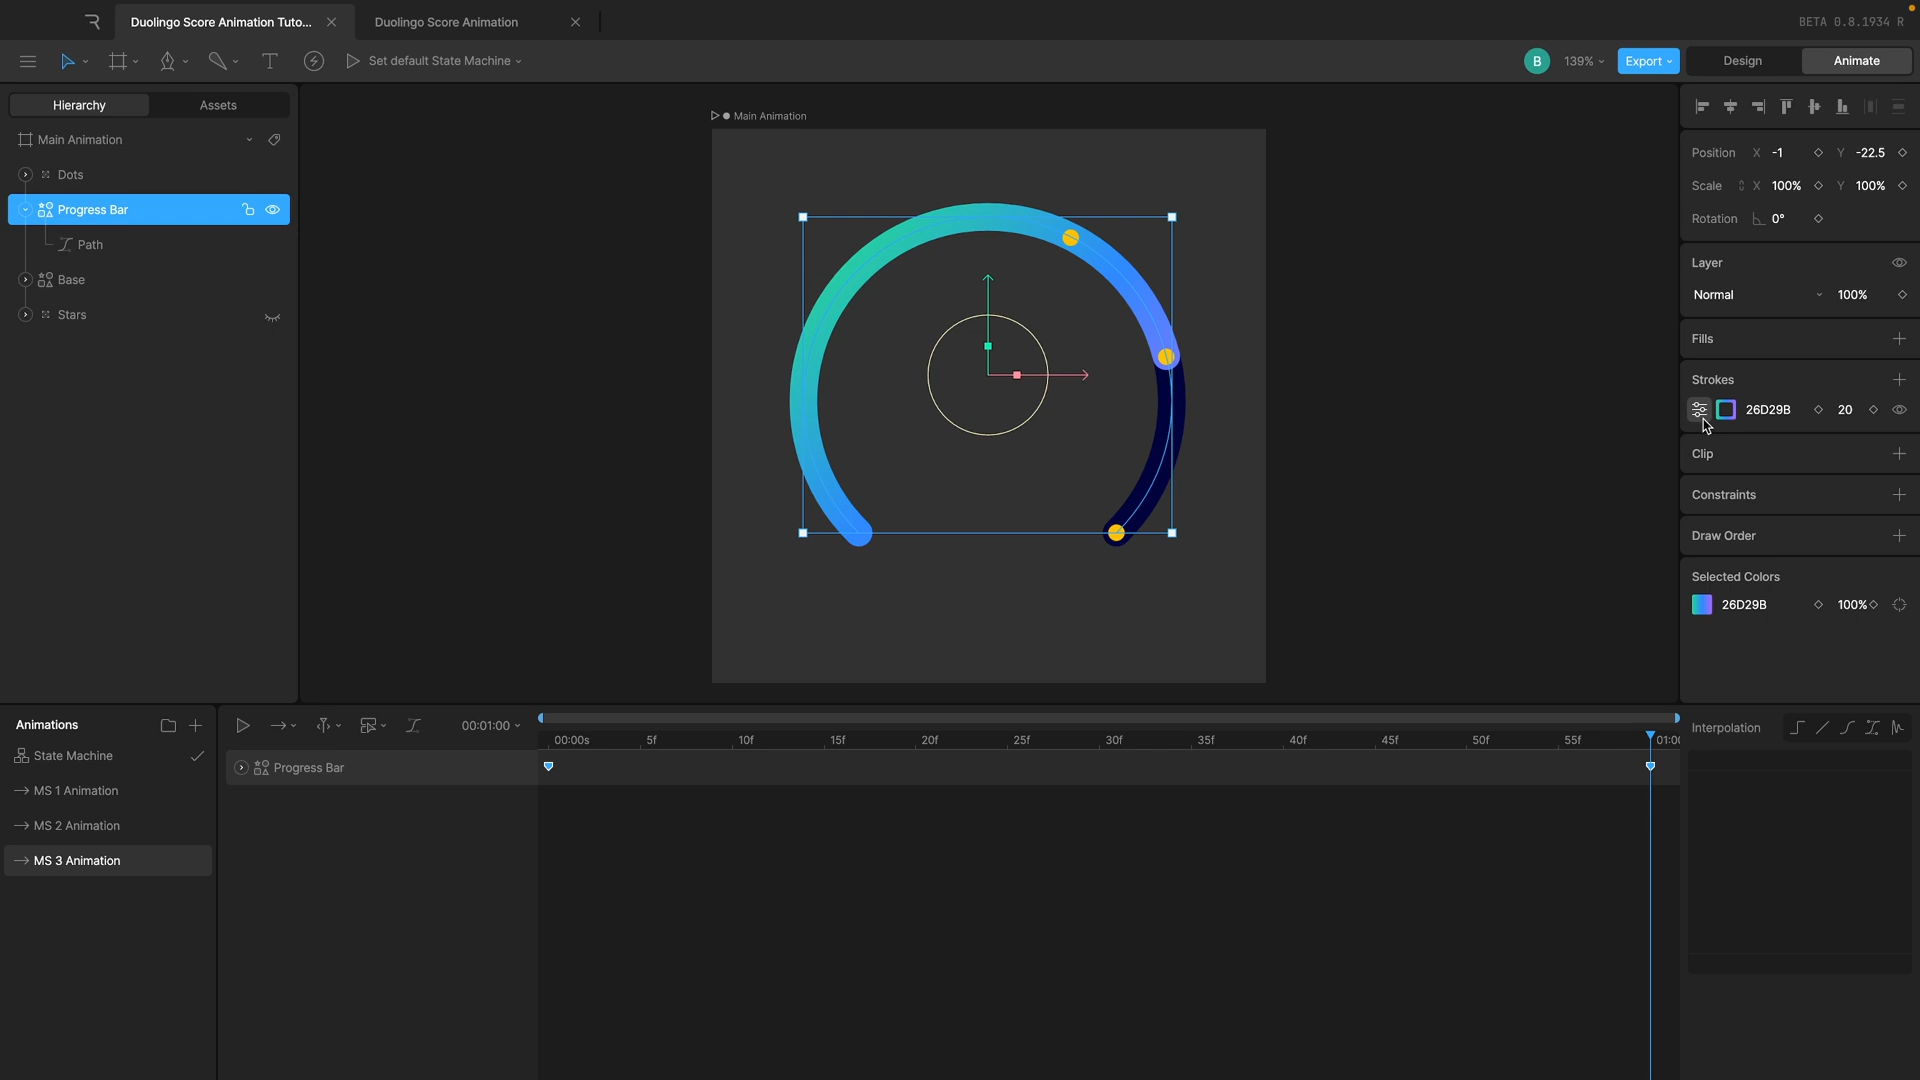 Duolingo Score Animation Tuto...
Duolingo Score Animation
BETA 0.8.1934 R
Set default State Machine
B
139%
Export
Design
Animate
Hierarchy
Assets
Main Animation
Dots
Progress Bar
Path
Base
Stars
Main Animation
Position X -1 Y -22.5
Scale X 100% Y 100%
Rotation 0°
Layer
Normal 100%
Fills
Strokes
26D29B 20
Clip
Constraints
Draw Order
Selected Colors
26D29B 100%
Animations
State Machine
MS 1 Animation
MS 2 Animation
MS 3 Animation
00:01:00
00:00s 5f 10f 15f 20f 25f 30f 35f 40f 45f 50f 55f 01:0
Progress Bar
Interpolation